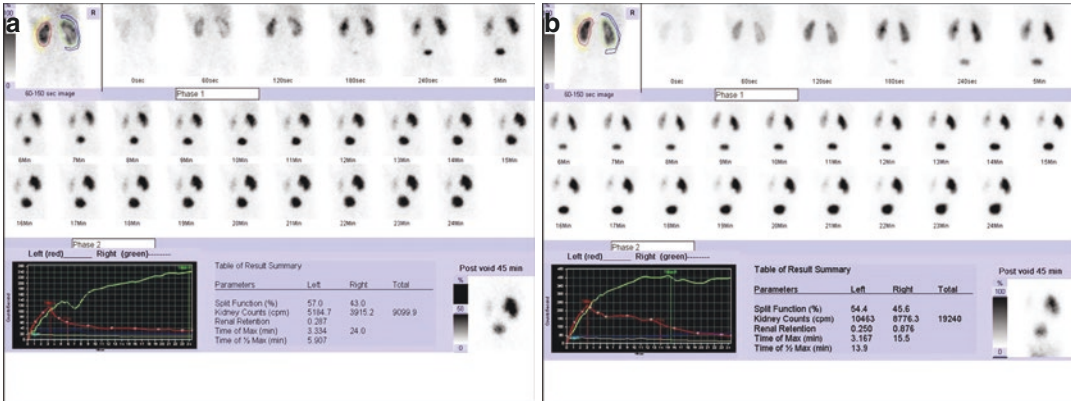 a
R
0
0sec
60sec
120sec
180sec
240sec
5Min
60-150 sec image
Phase 1
6Min
7Min
8Min
9Min
10Min
11Min
12Min
13Min
14Min
15Min
16Min
17Min
18Min
19Min
20Min
21Min
22Min
23Min
24Min
Phase 2
Left (red)______ Right (green)--------
Table of Result Summary
Parameters Left Right Total
Split Function (%) 57.0 43.0
Kidney Counts (cpm) 5184.7 3915.2 9099.9
Renal Retention 0.287
Time of Max (min) 3.334 24.0
Time of ½ Max (min) 5.907
Post void 45 min
%
50
0
b
R
0
0sec
60sec
120sec
180sec
240sec
5Min
60-150 sec image
Phase 1
6Min
7Min
8Min
9Min
10Min
11Min
12Min
13Min
14Min
15Min
16Min
17Min
18Min
19Min
20Min
21Min
22Min
23Min
24Min
Phase 2
Left (red)______ Right (green)--------
Table of Result Summary
Parameters Left Right Total
Split Function (%) 54.4 45.6
Kidney Counts (cpm) 10463 8776.3 19240
Renal Retention 0.250 0.876
Time of Max (min) 3.167 15.5
Time of ½ Max (min) 13.9
Post void 45 min
%
100
0